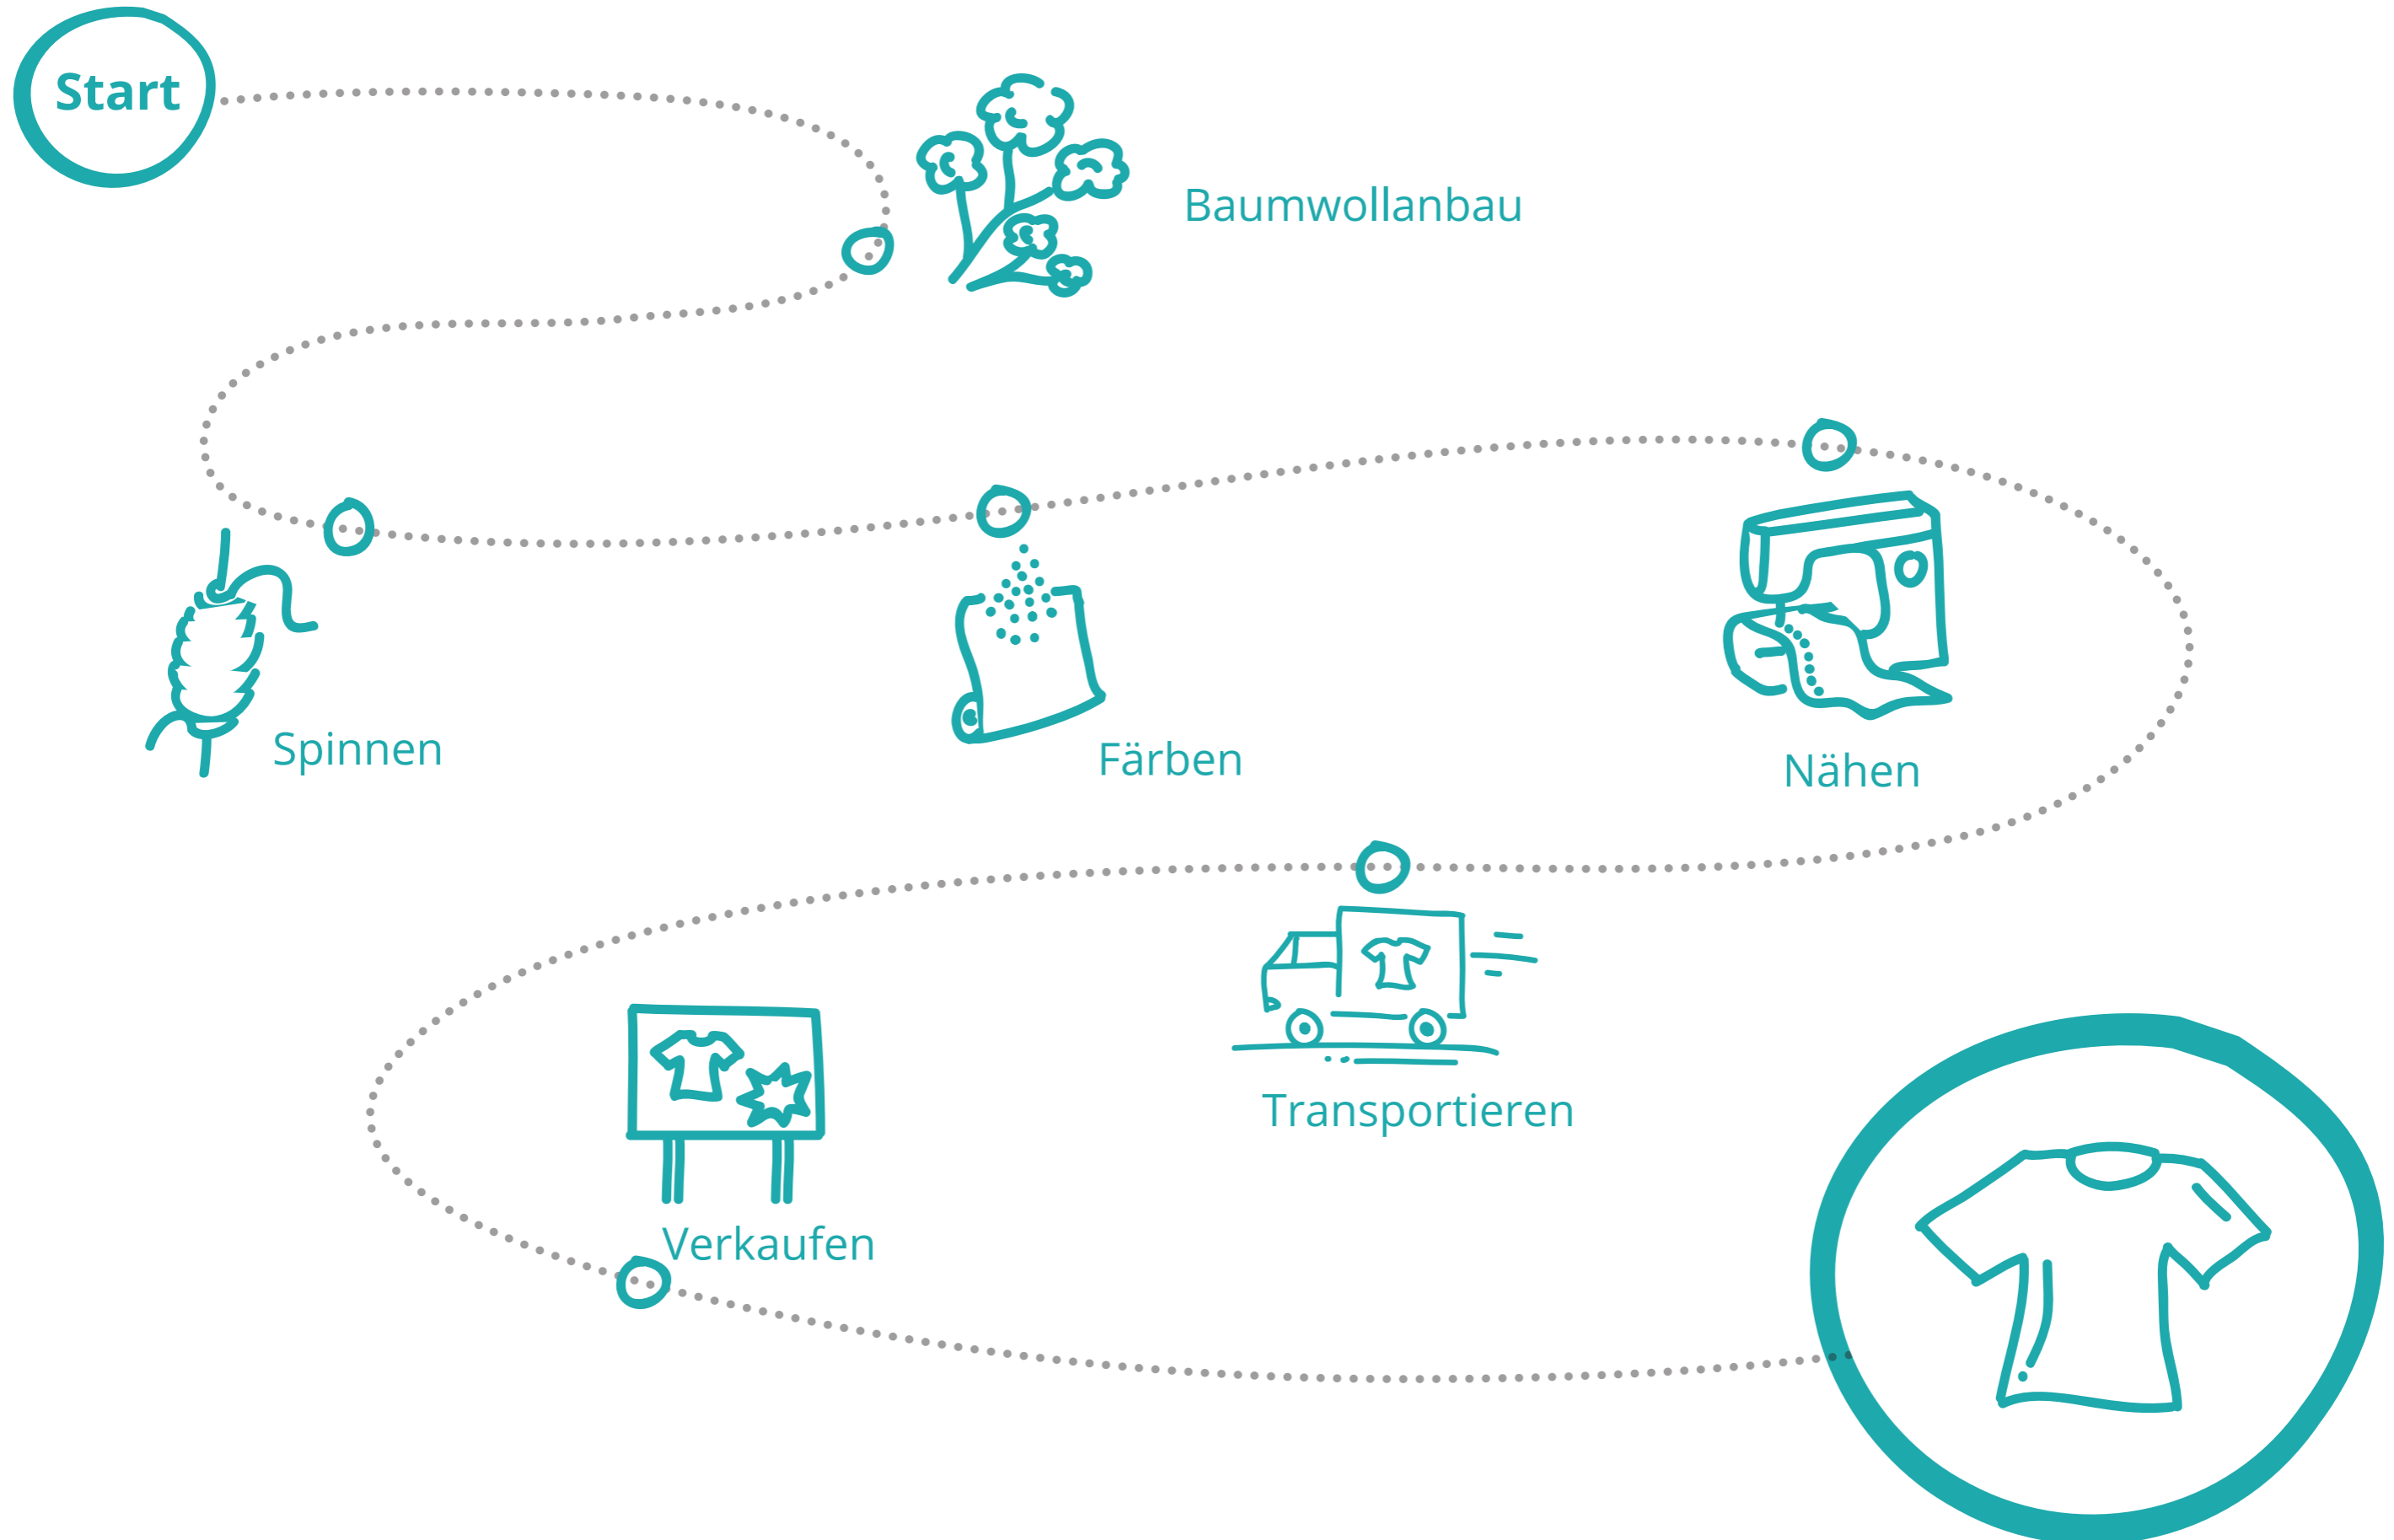 Start
Baumwollanbau
Spinnen
Färben
Nähen
Transportieren
Verkaufen